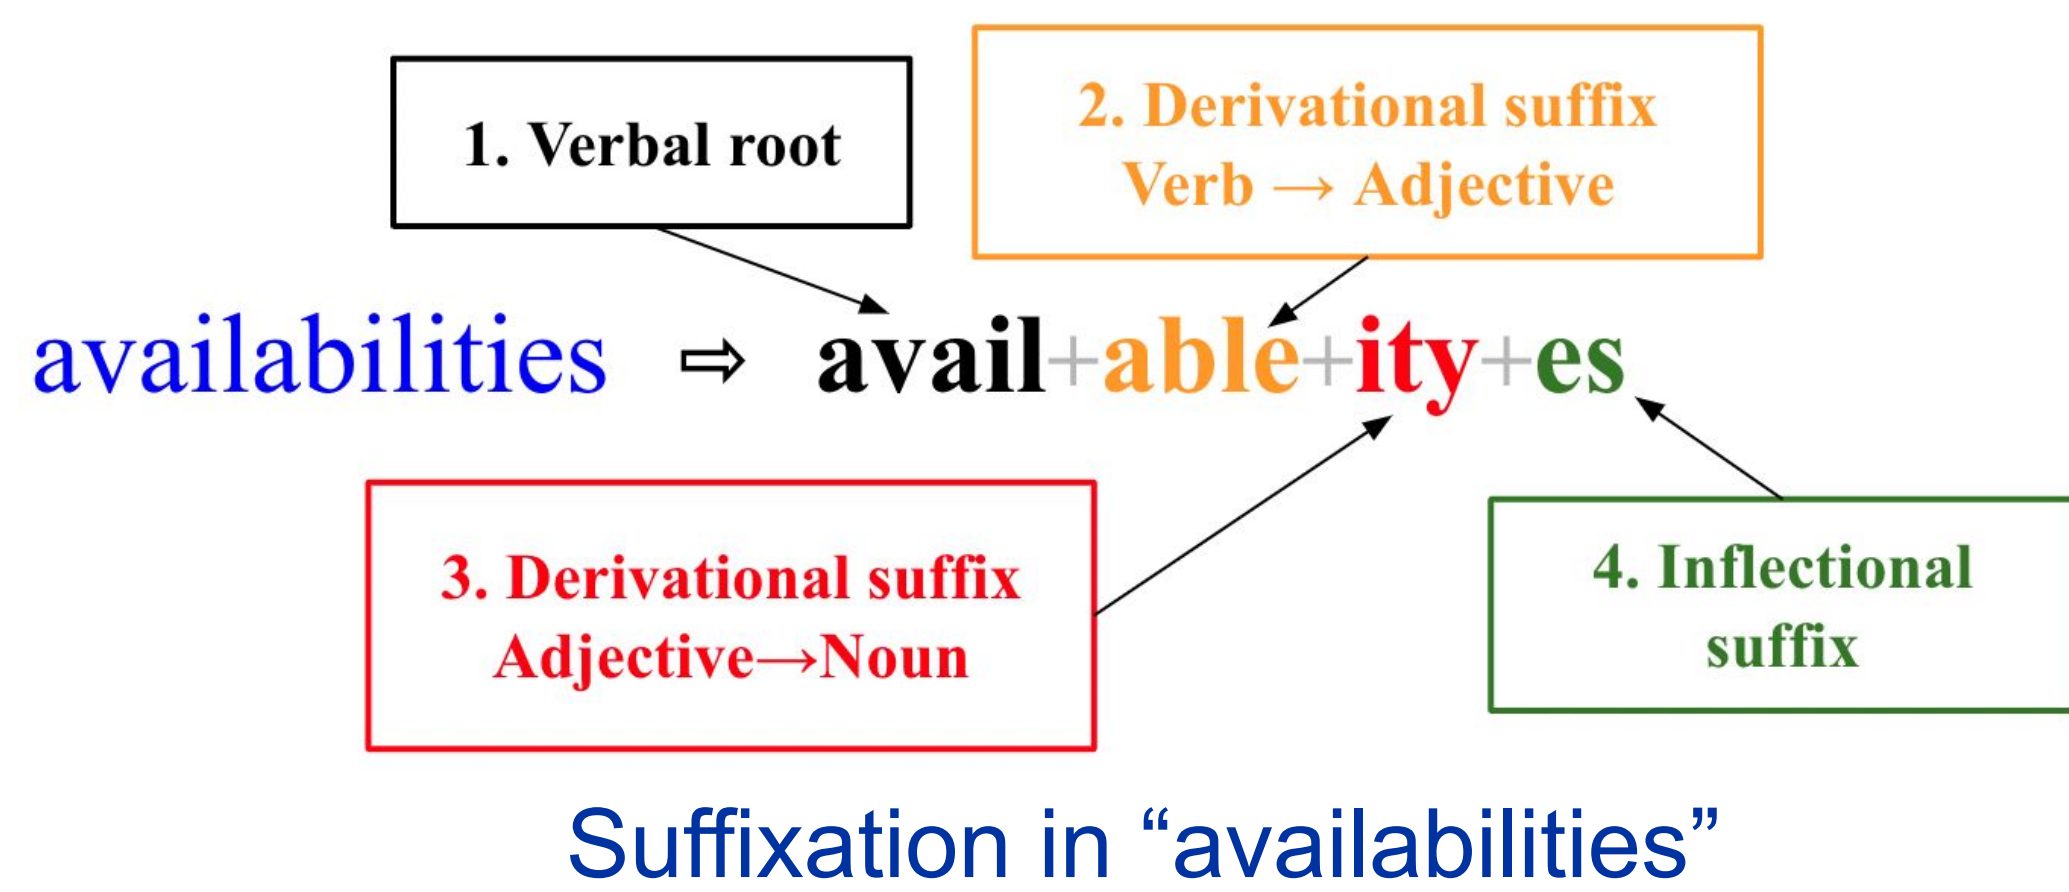 1. Verbal root
2. Derivational suffix
Verb → Adjective
availabilities ⇨ avail+able+ity+es
3. Derivational suffix
Adjective→Noun
4. Inflectional
suffix
Suffixation in “availabilities”